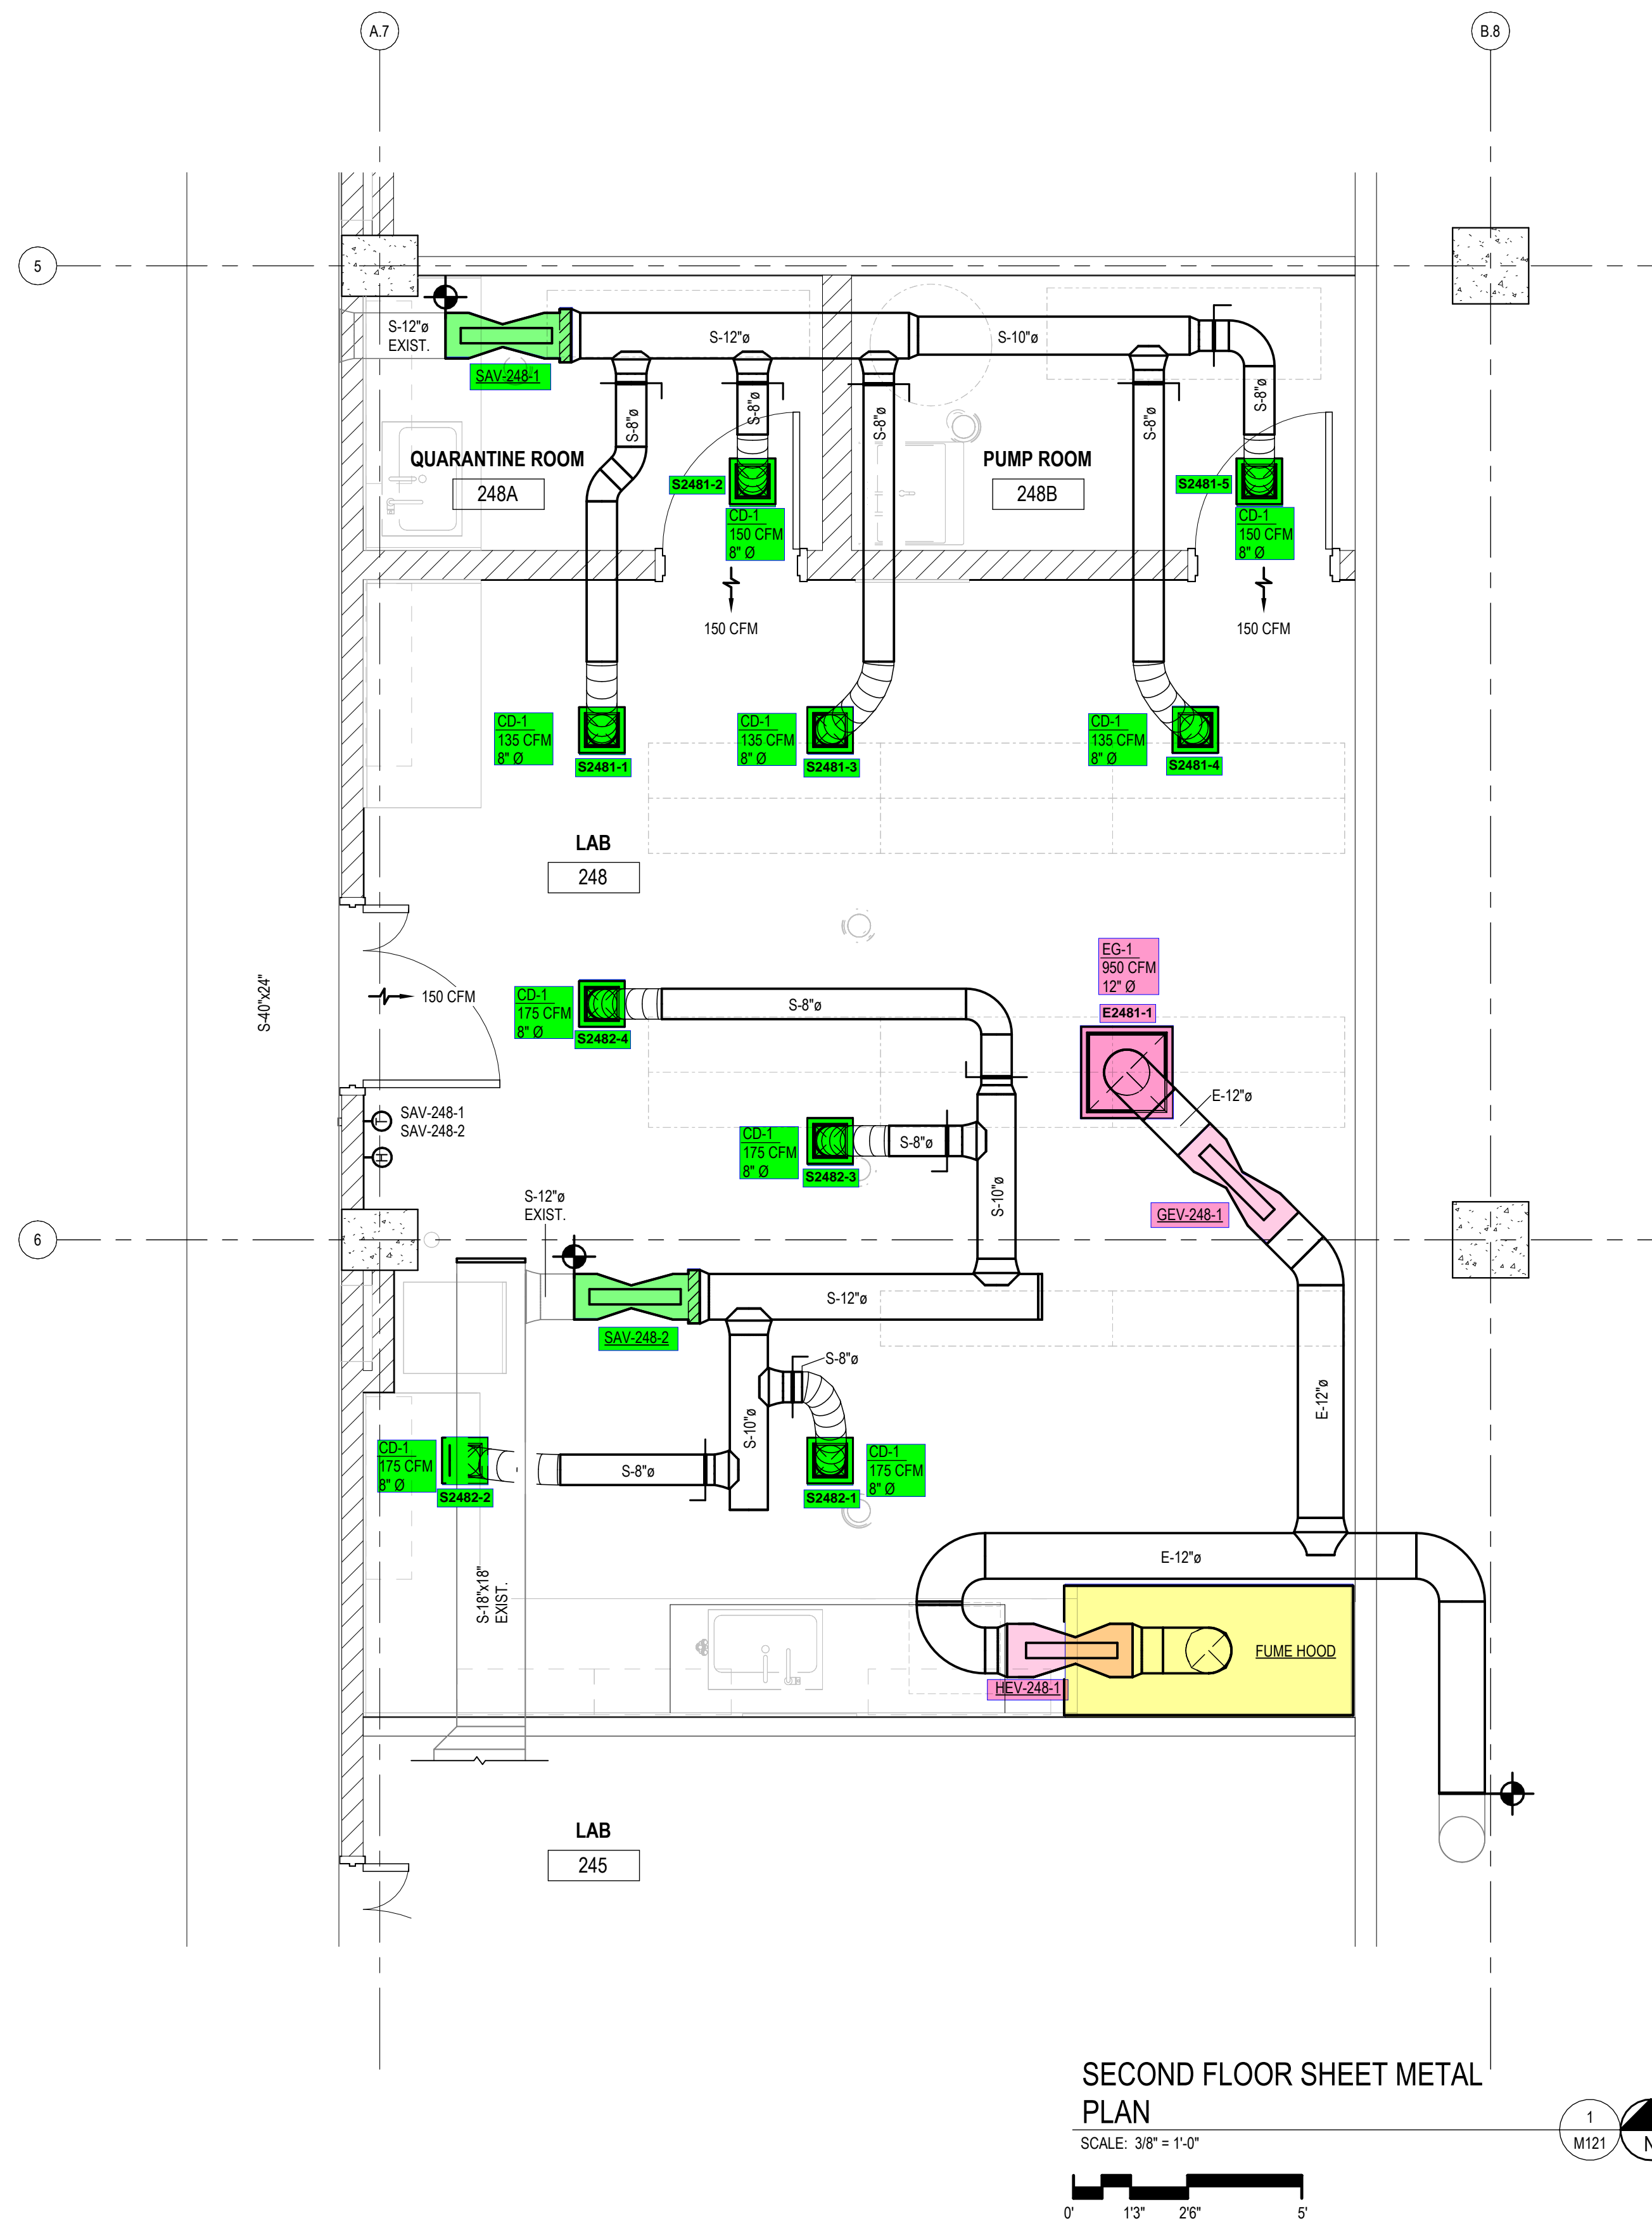 A.7
B.8
5
S-12"ø
EXIST.
SAV-248-1
S-12"ø
S-10"ø
S-8"ø
S-8"ø
S-8"ø
S-8"ø
S-8"ø
QUARANTINE ROOM
248A
S2481-2
CD-1
150 CFM
8" Ø
PUMP ROOM
248B
S2481-5
CD-1
150 CFM
8" Ø
150 CFM
150 CFM
CD-1
135 CFM
8" Ø
S2481-1
CD-1
135 CFM
8" Ø
S2481-3
CD-1
135 CFM
8" Ø
S2481-4
LAB
248
S-40"x24"
150 CFM
CD-1
175 CFM
8" Ø
S2482-4
S-8"ø
EG-1
950 CFM
12" Ø
E2481-1
E-12"ø
T
SAV-248-1
SAV-248-2
H
CD-1
175 CFM
8" Ø
S2482-3
S-8"ø
S-10"ø
GEV-248-1
S-12"ø
EXIST.
6
SAV-248-2
S-12"ø
S-8"ø
S-10"ø
E-12"ø
CD-1
175 CFM
8" Ø
S2482-2
S-8"ø
CD-1
175 CFM
8" Ø
S2482-1
E-12"ø
S-18"x18"
EXIST.
FUME HOOD
HEV-248-1
LAB
245
SECOND FLOOR SHEET METAL
PLAN
SCALE: 3/8" = 1'-0"
1
M121
N
0'
1'3"
2'6"
5'